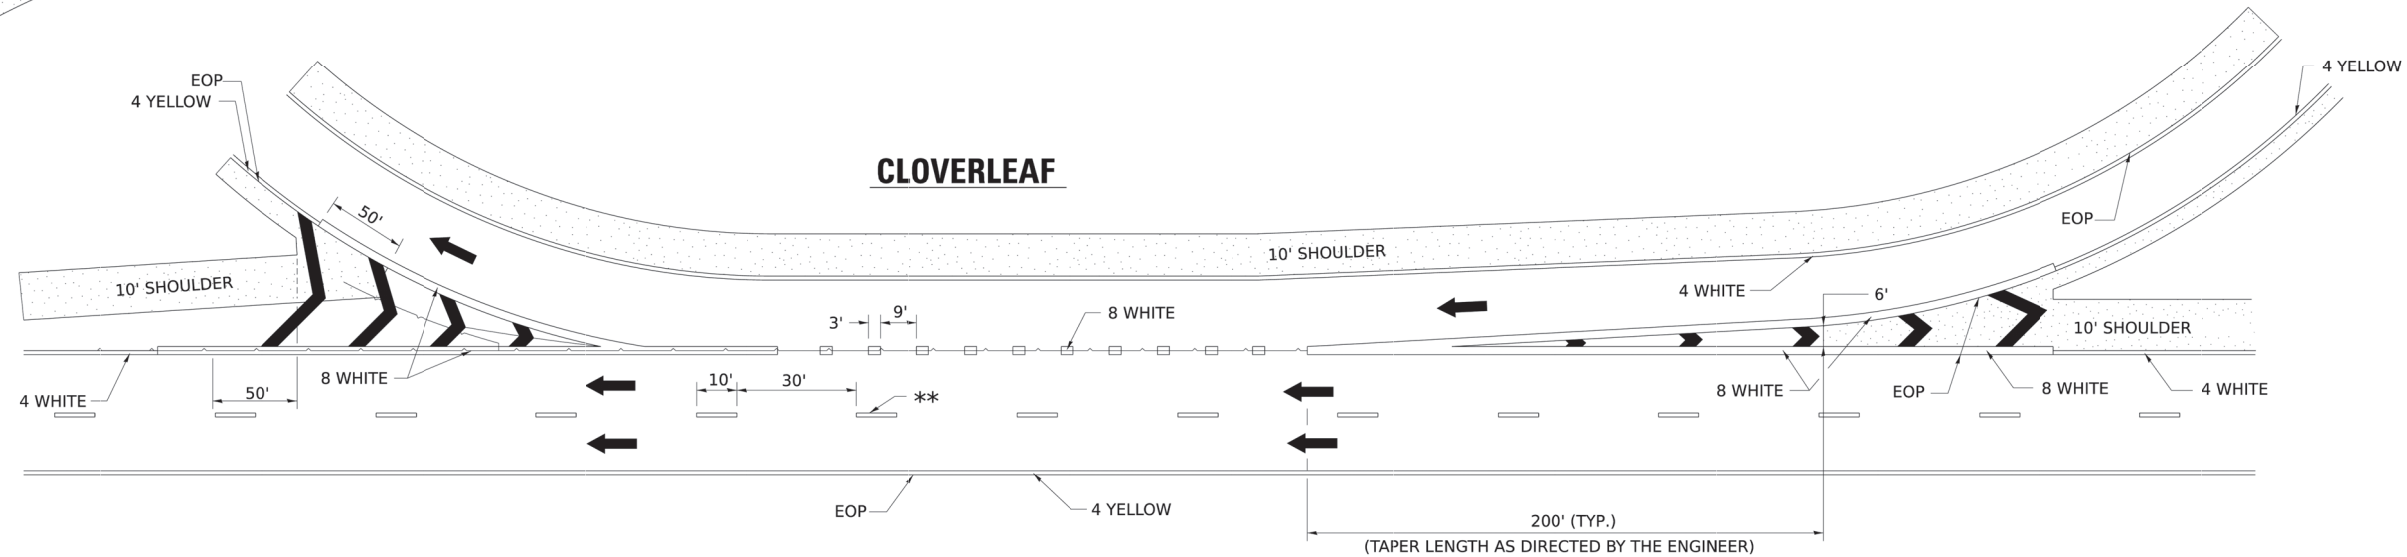 EOP
4 YELLOW
4 YELLOW
CLOVERLEAF
50'
EOP
10' SHOULDER
10' SHOULDER
4 WHITE
6'
3'
9'
8 WHITE
10' SHOULDER
8 WHITE
50'
4 WHITE
10'
30'
**
8 WHITE
EOP
8 WHITE
4 WHITE
EOP
4 YELLOW
200' (TYP.)
(TAPER LENGTH AS DIRECTED BY THE ENGINEER)